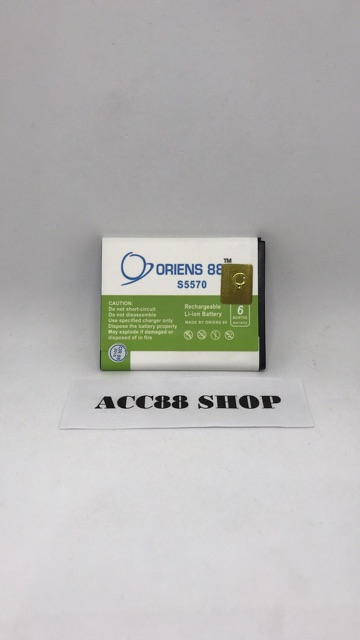 ORIENS 88™
S5570
CAUTION:
Do not short-circuit
Do not disassemble
Use specified charger only
Dispose the battery properly
May explode if damaged or
disposed of in fire
Rechargeable
Li-ion Battery
MADE BY ORIENS 88
6
ACC88 SHOP